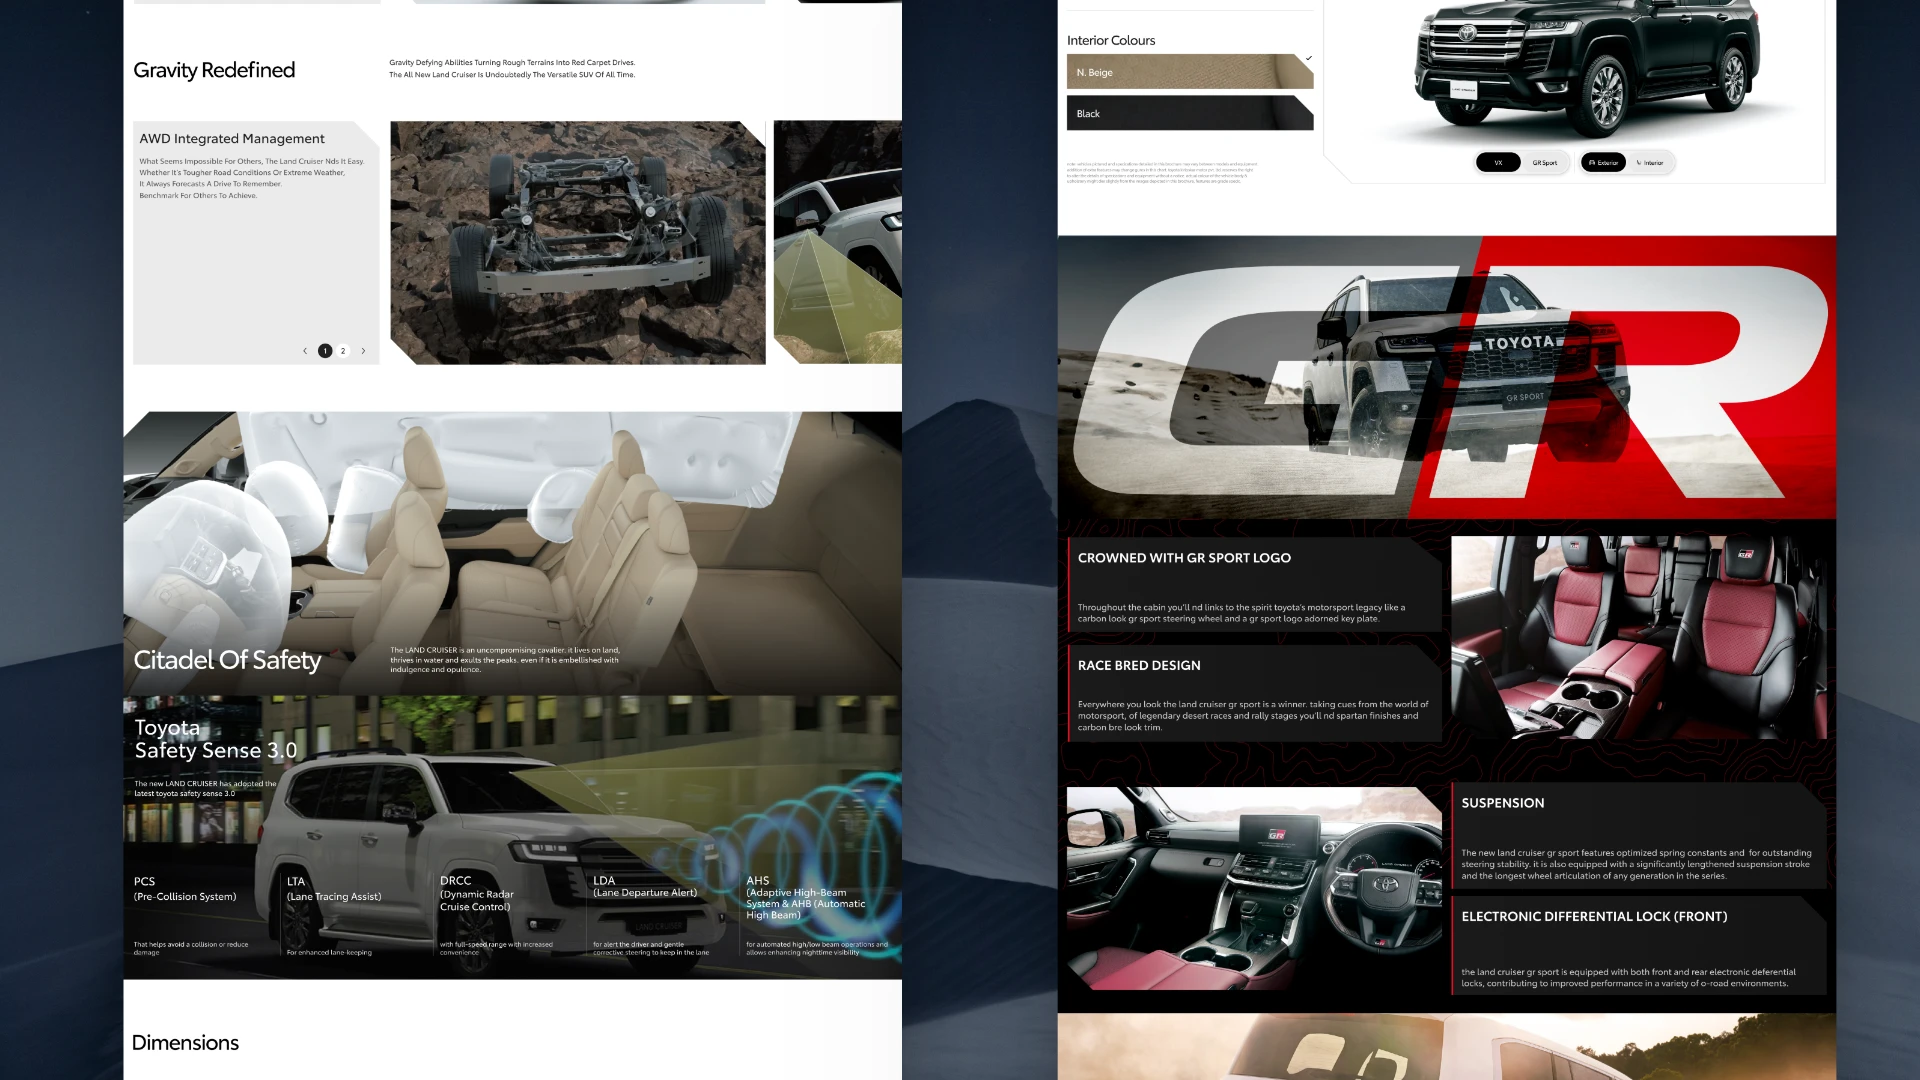 Gravity Redefined
Gravity Defying Abilities Turning Rough Terrains Into Red Carpet Drives.
The All New Land Cruiser Is Undoubtedly The Versatile SUV Of All Time.
AWD Integrated Management
What Seems Impossible For Others, The Land Cruiser Nds It Easy.
Whether It's Tougher Road Conditions Or Extreme Weather,
It Always Forecasts A Drive To Remember.
Benchmark For Others To Achieve.
1
2
Citadel Of Safety
The LAND CRUISER is an uncompromising cavalier. it lives on land,
thrives in water and exults the peaks. even if it is embellished with
indulgence and opulence.
Toyota
Safety Sense 3.0
The new LAND CRUISER has adopted the
latest toyota safety sense 3.0
PCS
(Pre-Collision System)
That helps avoid a collision or reduce
damage
LTA
(Lane Tracing Assist)
For enhanced lane-keeping
DRCC
(Dynamic Radar
Cruise Control)
with full-speed range with increased
convenience
LDA
(Lane Departure Alert)
for alert the driver and gentle
corrective steering to keep in the lane
AHS
(Adaptive High-Beam
System & AHB (Automatic
High Beam)
for automated high/low beam operations and
allows enhancing nighttime visibility
LAND CRUISER
Dimensions
Interior Colours
N. Beige
Black
LAND CRUISER
VX
GR Sport
Exterior
Interior
GR
TOYOTA
GR SPORT
CROWNED WITH GR SPORT LOGO
Throughout the cabin you'll nd links to the spirit toyota's motorsport legacy like a
carbon look gr sport steering wheel and a gr sport logo adorned key plate.
RACE BRED DESIGN
Everywhere you look the land cruiser gr sport is a winner. taking cues from the world of
motorsport, of legendary desert races and rally stages you'll nd spartan finishes and
carbon bre look trim.
GR
SUSPENSION
The new land cruiser gr sport features optimized spring constants and for outstanding
steering stability. it is also equipped with a significantly lengthened suspension stroke
and the longest wheel articulation of any generation in the series.
ELECTRONIC DIFFERENTIAL LOCK (FRONT)
the land cruiser gr sport is equipped with both front and rear electronic deferential
locks, contributing to improved performance in a variety of o-road environments.